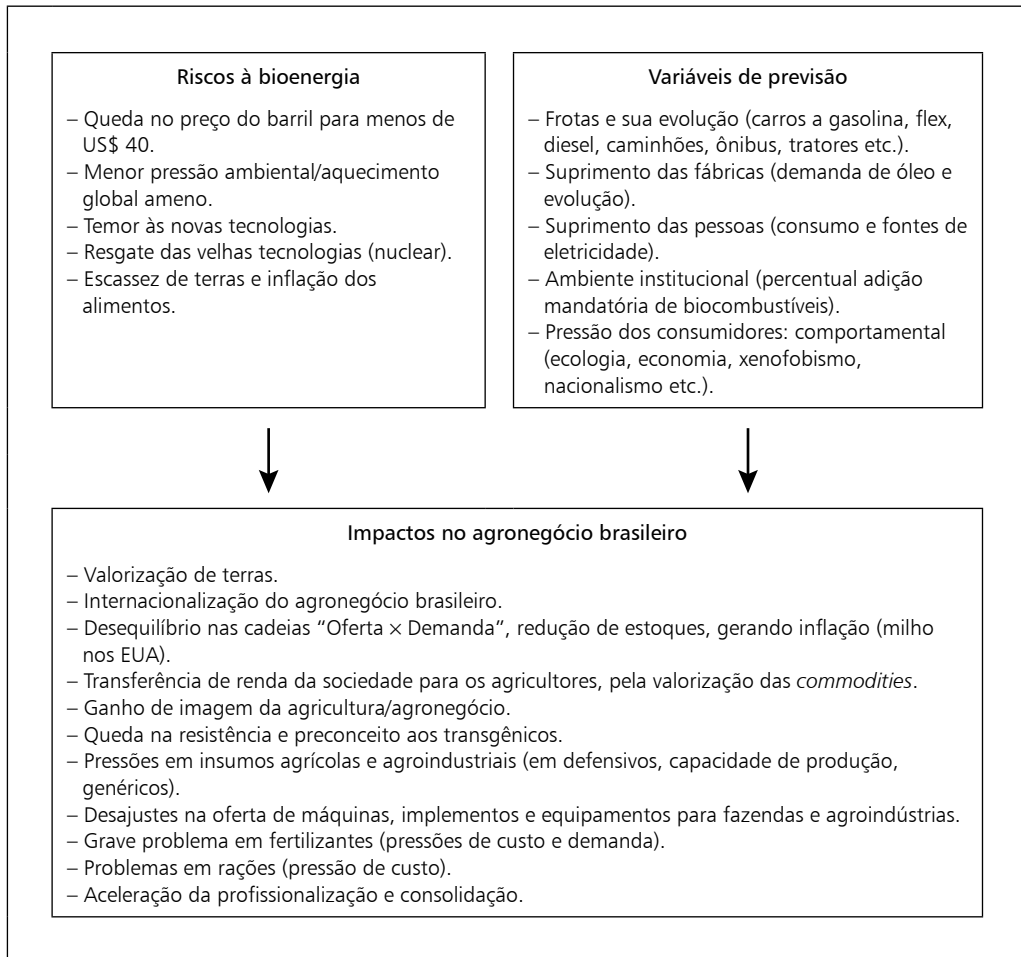 Riscos à bioenergia
– Queda no preço do barril para menos de
US$ 40.
– Menor pressão ambiental/aquecimento
global ameno.
– Temor às novas tecnologias.
– Resgate das velhas tecnologias (nuclear).
– Escassez de terras e inflação dos
alimentos.
Variáveis de previsão
– Frotas e sua evolução (carros a gasolina, flex,
diesel, caminhões, ônibus, tratores etc.).
– Suprimento das fábricas (demanda de óleo e
evolução).
– Suprimento das pessoas (consumo e fontes de
eletricidade).
– Ambiente institucional (percentual adição
mandatória de biocombustíveis).
– Pressão dos consumidores: comportamental
(ecologia, economia, xenofobismo,
nacionalismo etc.).
Impactos no agronegócio brasileiro
– Valorização de terras.
– Internacionalização do agronegócio brasileiro.
– Desequilíbrio nas cadeias “Oferta × Demanda”, redução de estoques, gerando inflação (milho
nos EUA).
– Transferência de renda da sociedade para os agricultores, pela valorização das commodities.
– Ganho de imagem da agricultura/agronegócio.
– Queda na resistência e preconceito aos transgênicos.
– Pressões em insumos agrícolas e agroindustriais (em defensivos, capacidade de produção,
genéricos).
– Desajustes na oferta de máquinas, implementos e equipamentos para fazendas e agroindústrias.
– Grave problema em fertilizantes (pressões de custo e demanda).
– Problemas em rações (pressão de custo).
– Aceleração da profissionalização e consolidação.